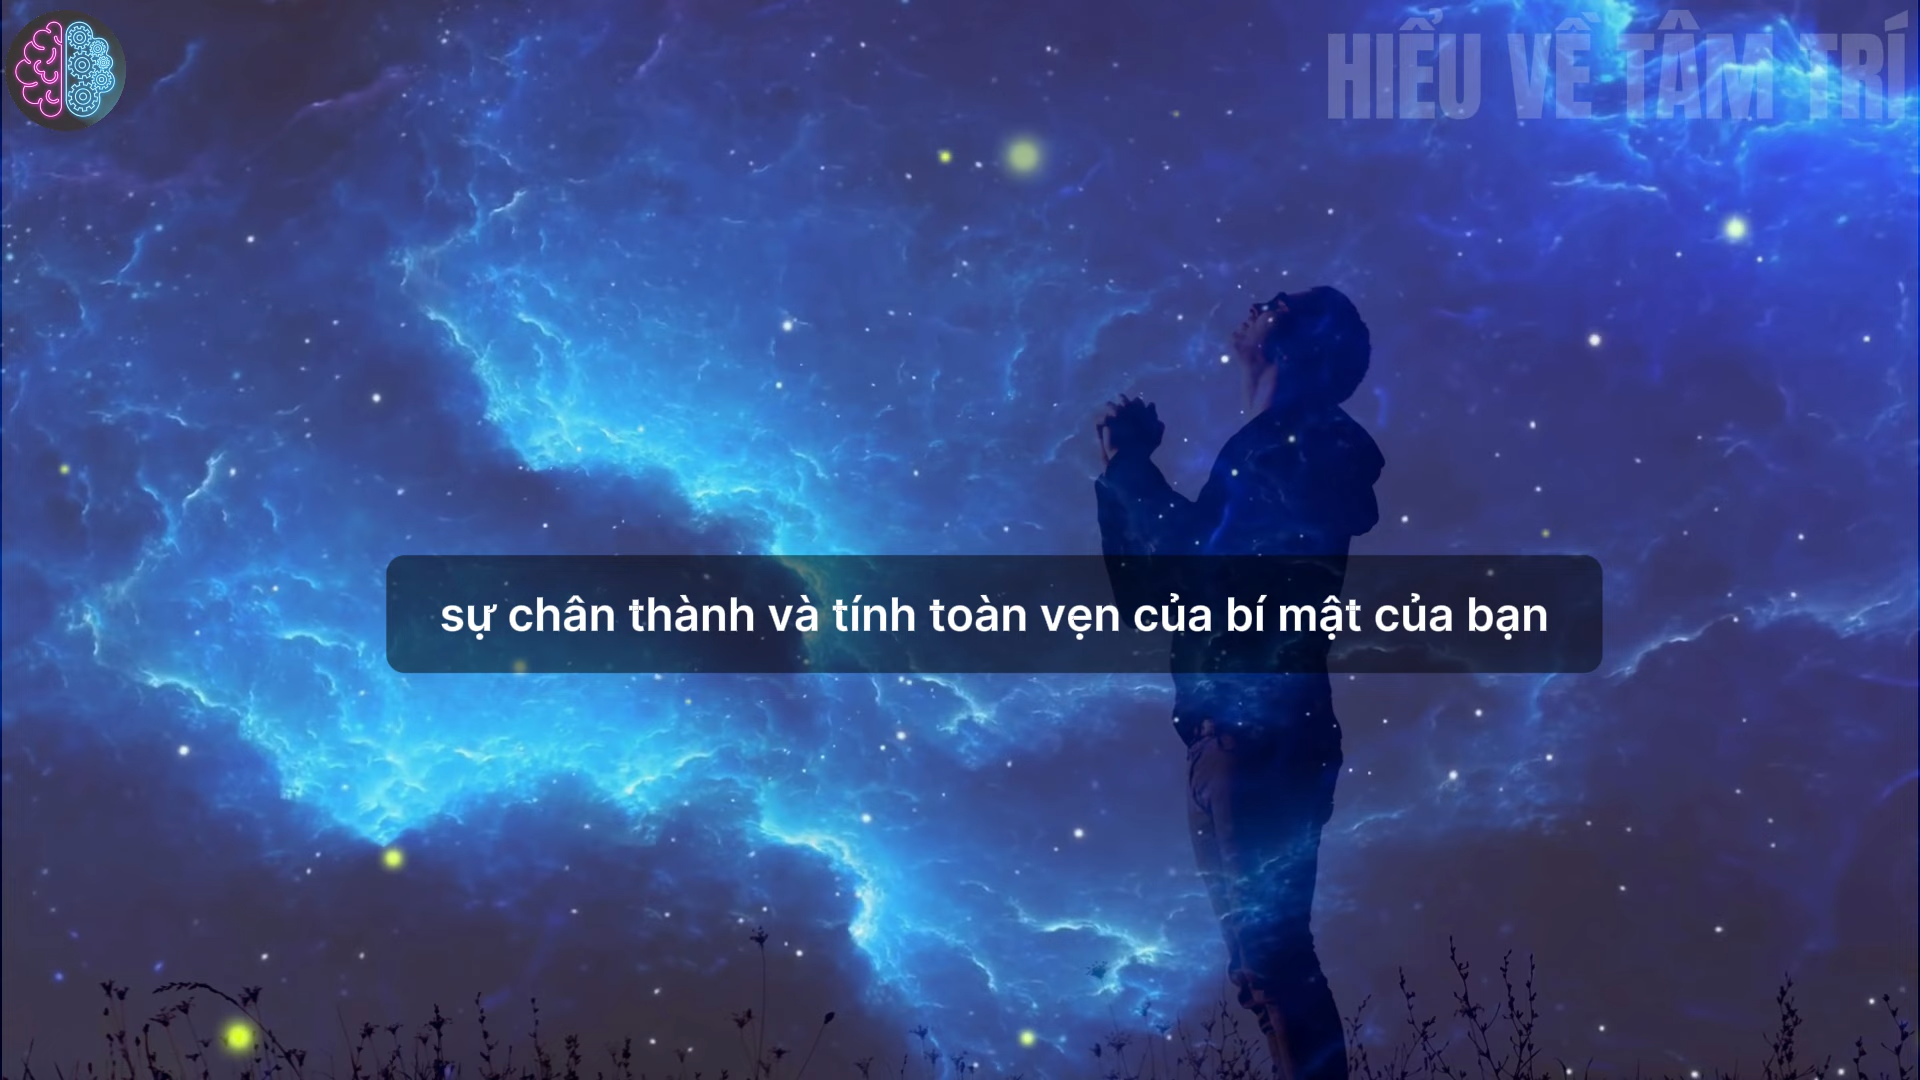 HIỂU VỀ TÂM TRÍ
sự chân thành và tính toàn vẹn của bí mật của bạn